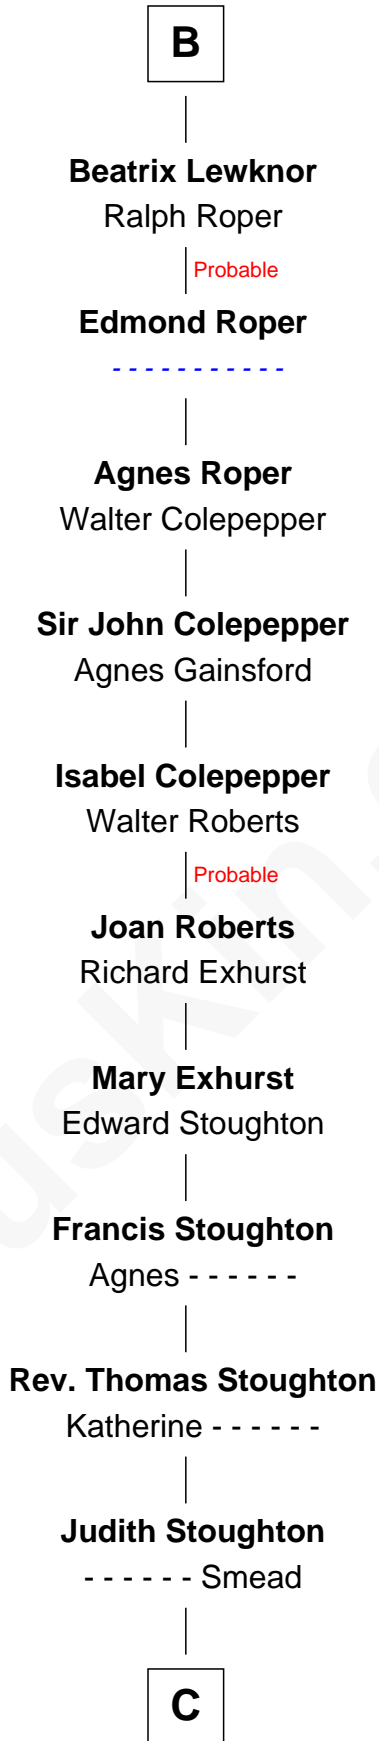 B
Beatrix Lewknor
Ralph Roper
Probable
Edmond Roper
- - - - - - - - - - -
Agnes Roper
Walter Colepepper
Sir John Colepepper
Agnes Gainsford
Isabel Colepepper
Walter Roberts
Probable
Joan Roberts
Richard Exhurst
Mary Exhurst
Edward Stoughton
Francis Stoughton
Agnes - - - - - -
Rev. Thomas Stoughton
Katherine - - - - - -
Judith Stoughton
- - - - - - Smead
C